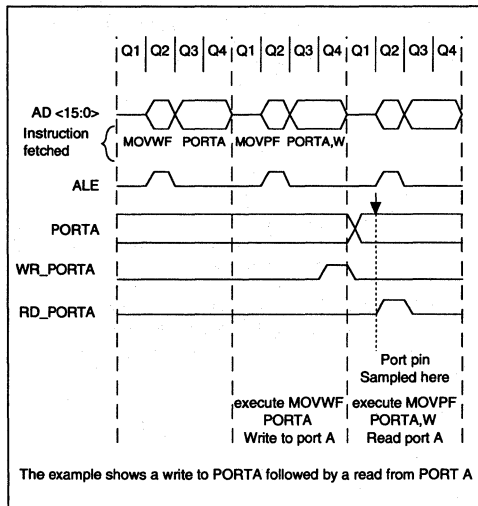 Q1 Q2 Q3 Q4 Q1 Q2 Q3 Q4 Q1 Q2 Q3 Q4
AD <15:0>
Instruction
fetched
MOVWF PORTA MOVPF PORTA,W
ALE
PORTA
WR_PORTA
RD_PORTA
Port pin
Sampled here
execute MOVWF
PORTA
Write to port A
execute MOVPF
PORTA,W
Read port A
The example shows a write to PORTA followed by a read from PORT A